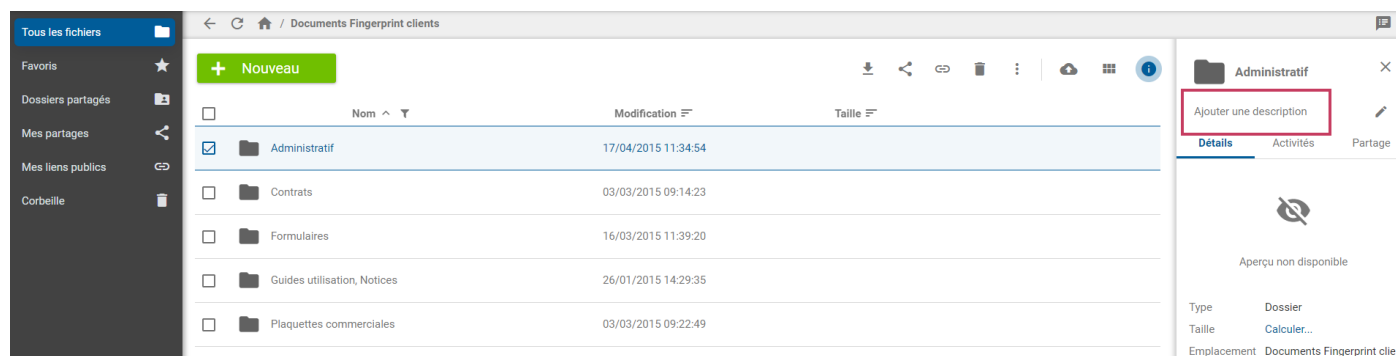 Tous les fichiers
Favoris
Dossiers partagés
Mes partages
Mes liens publics
Corbeille
/ Documents Fingerprint clients
+ Nouveau
Nom Modification Taille
Administratif 17/04/2015 11:34:54
Contrats 03/03/2015 09:14:23
Formulaires 16/03/2015 11:39:20
Guides utilisation, Notices 26/01/2015 14:29:35
Plaquettes commerciales 03/03/2015 09:22:49
Administratif
Ajouter une description
Détails Activités Partage
Aperçu non disponible
Type Dossier
Taille Calculer...
Emplacement Documents Fingerprint clie